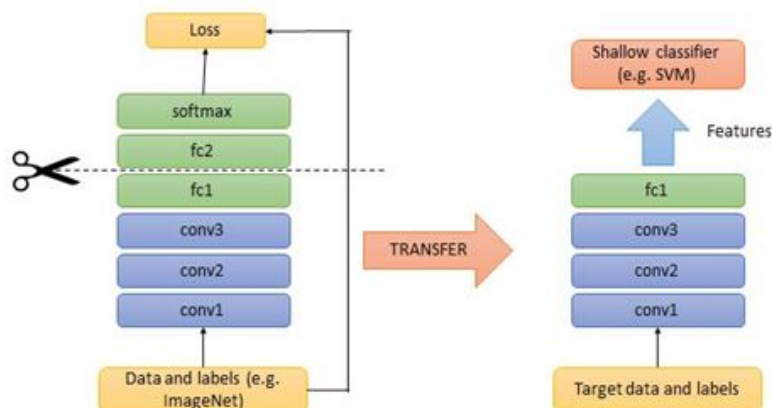 Loss
softmax
fc2
fc1
conv3
conv2
conv1
Data and labels (e.g.
ImageNet)
TRANSFER
Shallow classifier
(e.g. SVM)
Features
fc1
conv3
conv2
conv1
Target data and labels